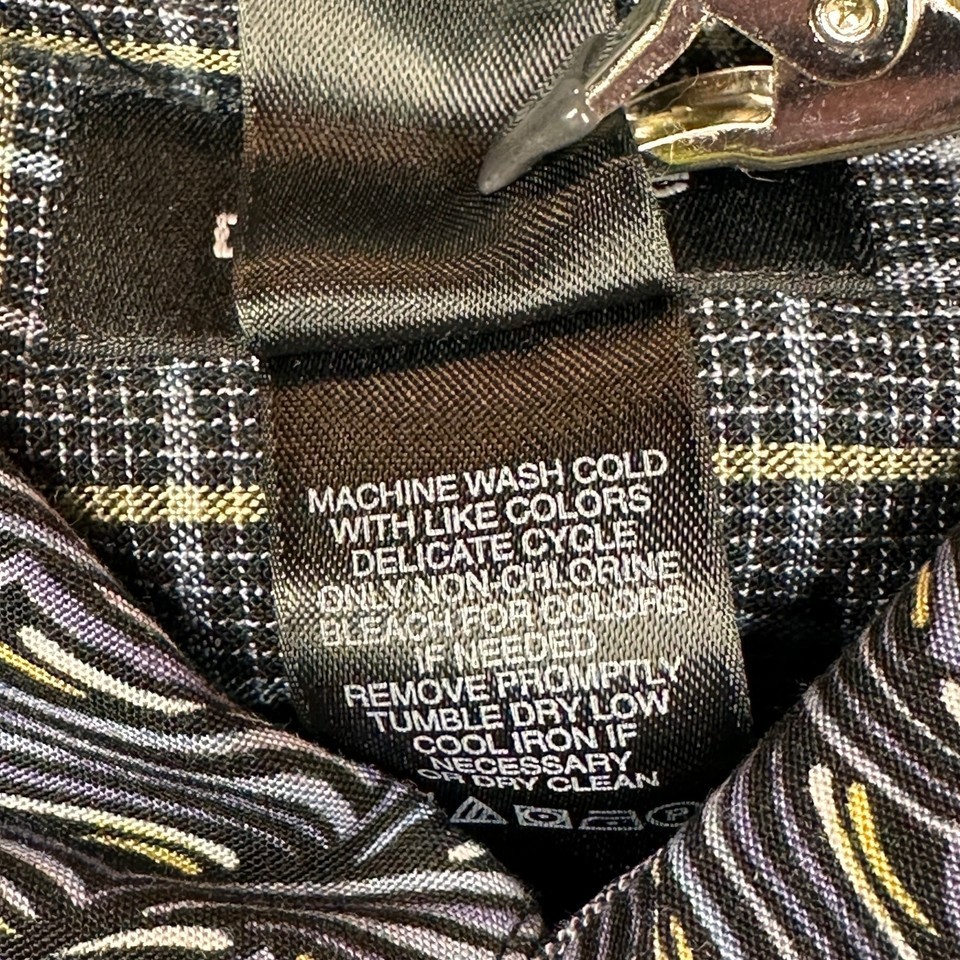 MACHINE WASH COLD
WITH LIKE COLORS
DELICATE CYCLE
ONLY NON-CHLORINE
BLEACH FOR COLORS
IF NEEDED
REMOVE PROMPTLY
TUMBLE DRY LOW
COOL IRON IF
NECESSARY
OR DRY CLEAN
P